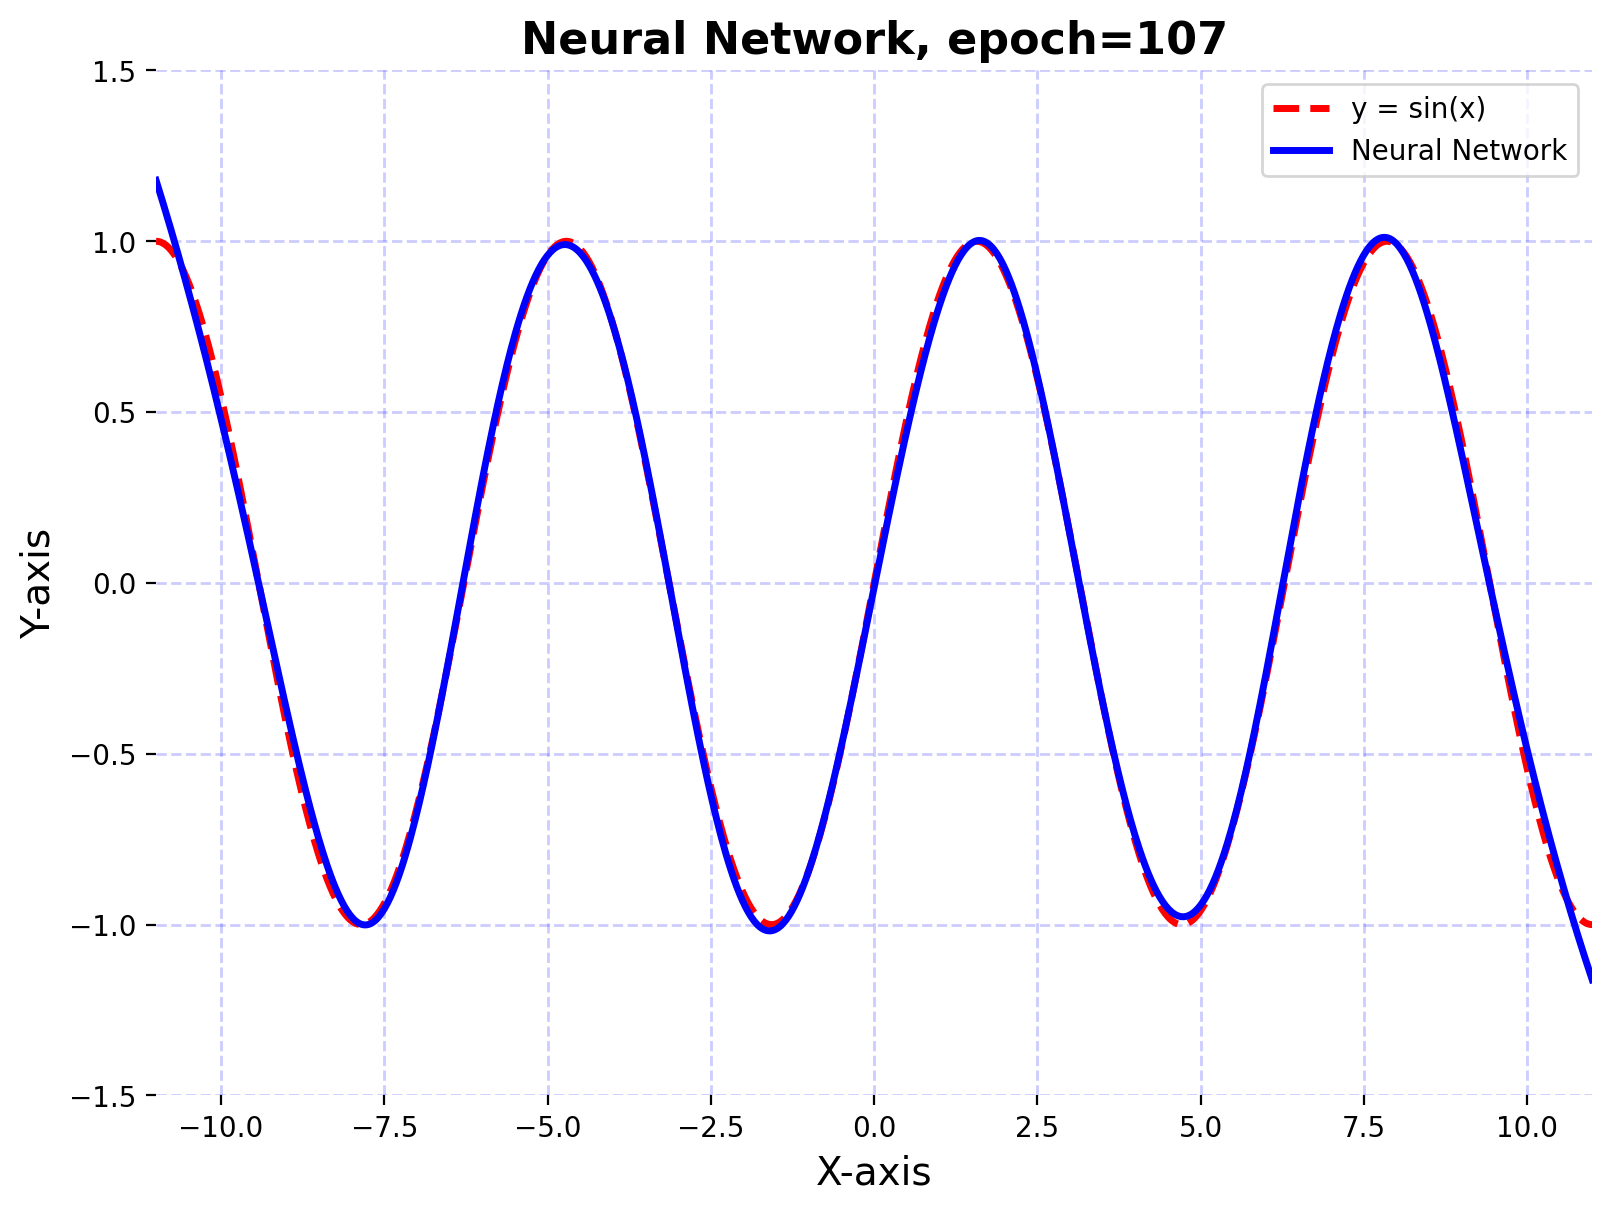 Neural Network, epoch=107
y = sin(x)
Neural Network
Y-axis
1.5
1.0
0.5
0.0
−0.5
−1.0
−1.5
−10.0 −7.5 −5.0 −2.5 0.0 2.5 5.0 7.5 10.0
X-axis